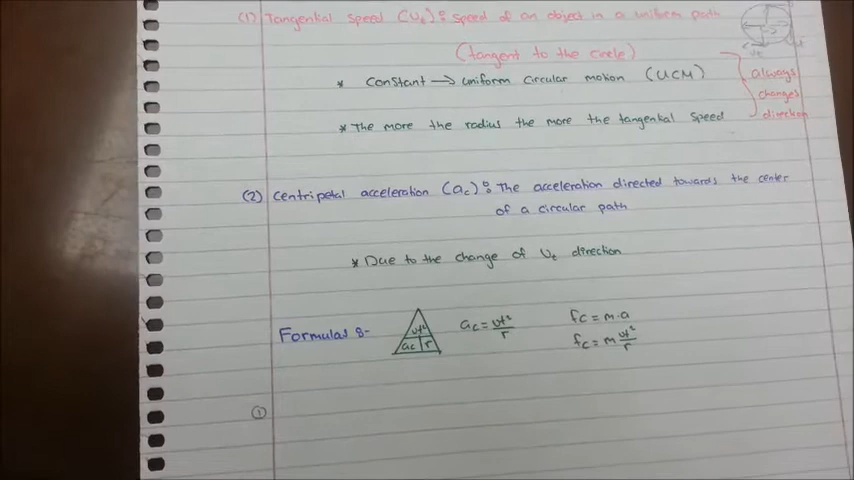 (1) Tangential speed (Vt): speed of an object in a uniform path
(tangent to the circle)
* Constant → uniform circular motion (UCM)
always
changes
direction
* The more the radius the more the tangential speed
(2) Centripetal acceleration (ac): The acceleration directed towards the center
of a circular path
* Due to the change of Vt direction
Formulas :-
vt²
ac r
ac = vt²/r
fc = m·a
fc = m vt²/r
①